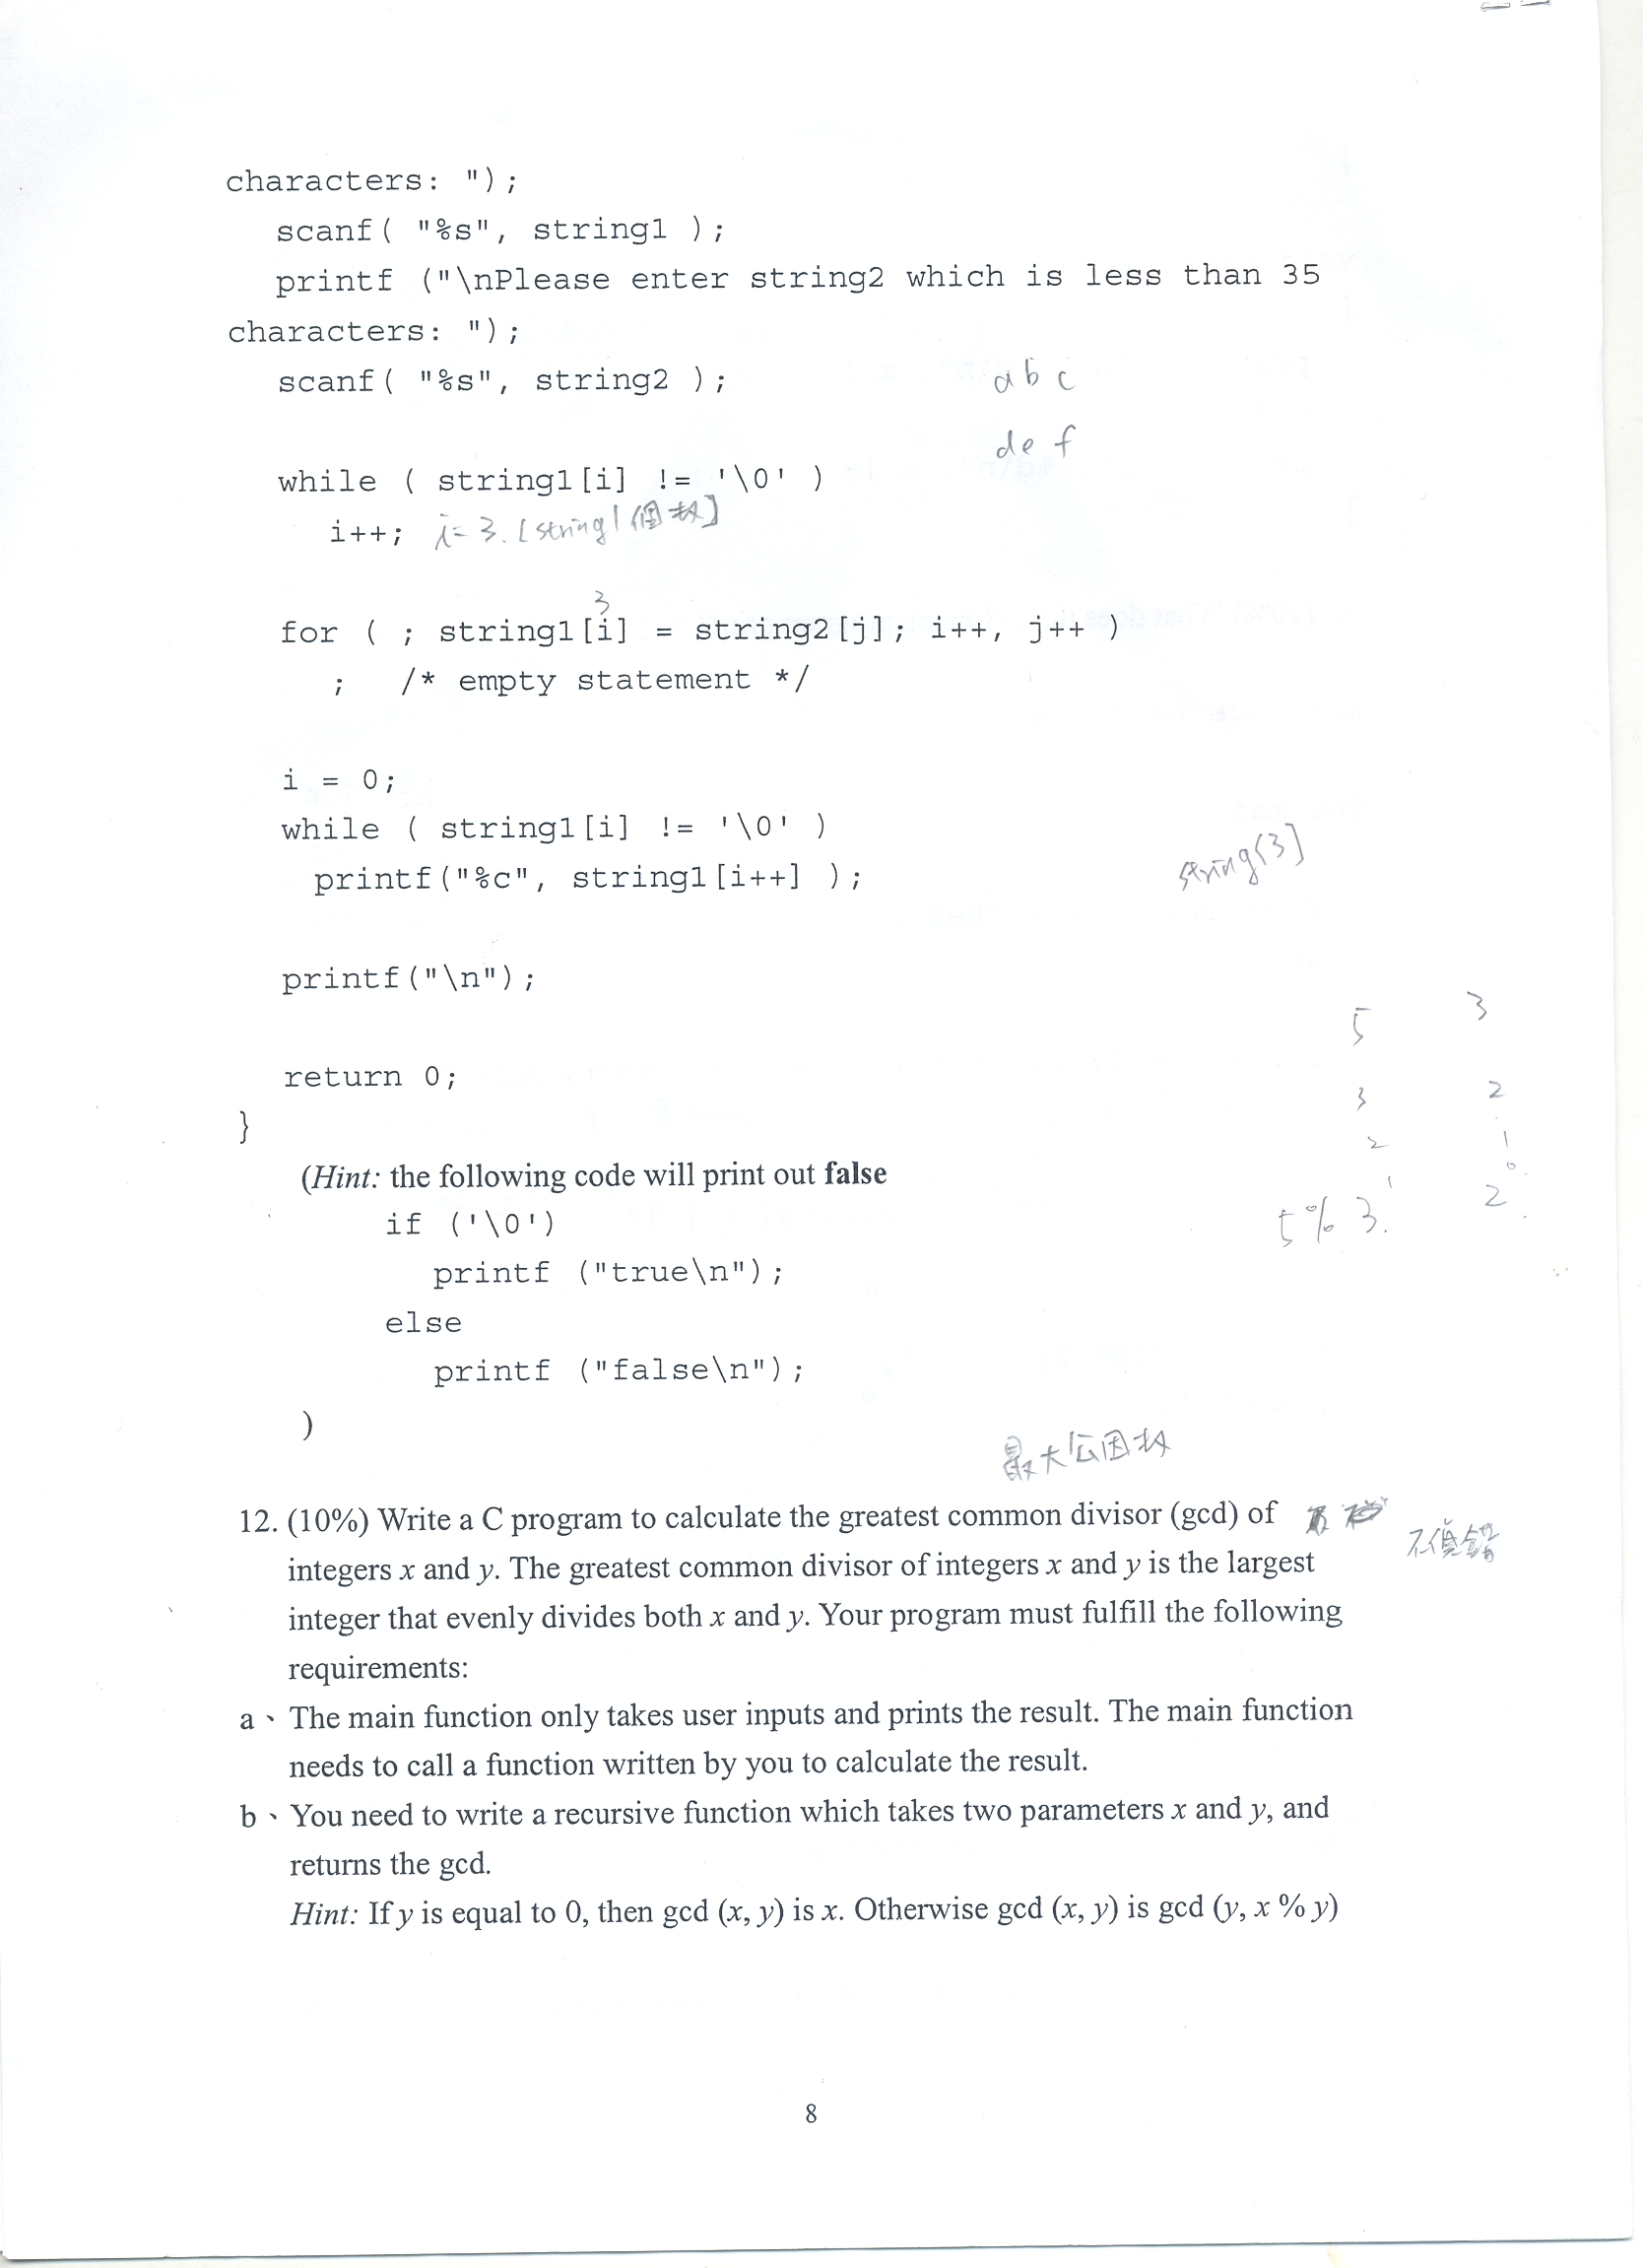 characters: ");
scanf( "%s", string1 );
printf ("\nPlease enter string2 which is less than 35
characters: ");
scanf( "%s", string2 );
abc
def
while ( string1[i] != '\0' )
i++; i=3. [string1個數]
3
for ( ; string1[i] = string2[j]; i++, j++ )
; /* empty statement */
i = 0;
while ( string1[i] != '\0' )
printf("%c", string1[i++] );
string[3]
printf("\n");
5 3
return 0;
3 2
}
2 1
0
(Hint: the following code will print out false
1 2
if ('\0')
5%3.
printf ("true\n");
else
printf ("false\n");
)
最大公因数
12. (10%) Write a C program to calculate the greatest common divisor (gcd) of
integers x and y. The greatest common divisor of integers x and y is the largest
integer that evenly divides both x and y. Your program must fulfill the following
requirements:
a、The main function only takes user inputs and prints the result. The main function
needs to call a function written by you to calculate the result.
b、You need to write a recursive function which takes two parameters x and y, and
returns the gcd.
Hint: If y is equal to 0, then gcd (x, y) is x. Otherwise gcd (x, y) is gcd (y, x % y)
8